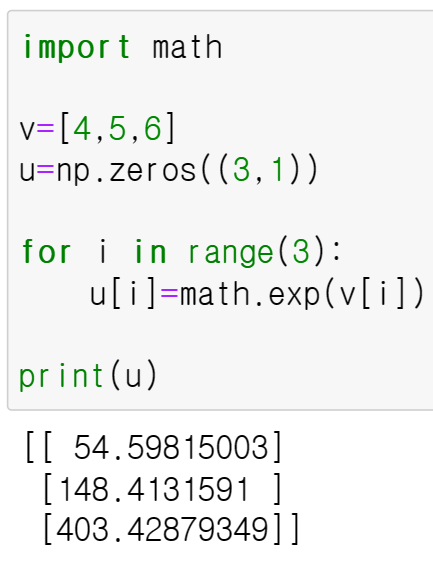 import math
v=[4,5,6]
u=np.zeros((3,1))
for i in range(3):
    u[i]=math.exp(v[i])
print(u)
[[ 54.59815003]
 [148.4131591 ]
 [403.42879349]]